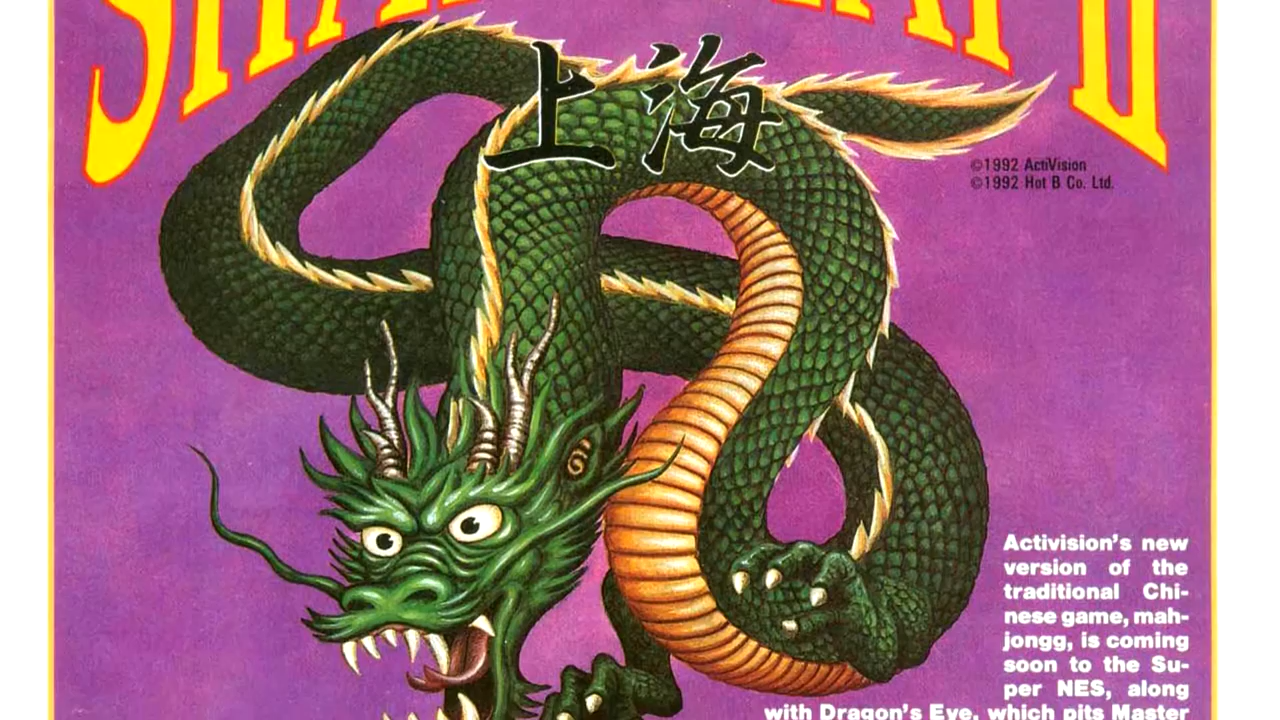 上海
©1992 ActiVision
©1992 Hot B Co. Ltd.
Activision's new
version of the
traditional Chi-
nese game, mah-
jongg, is coming
soon to the Su-
per NES, along
with Dragon's Eye, which pits Master